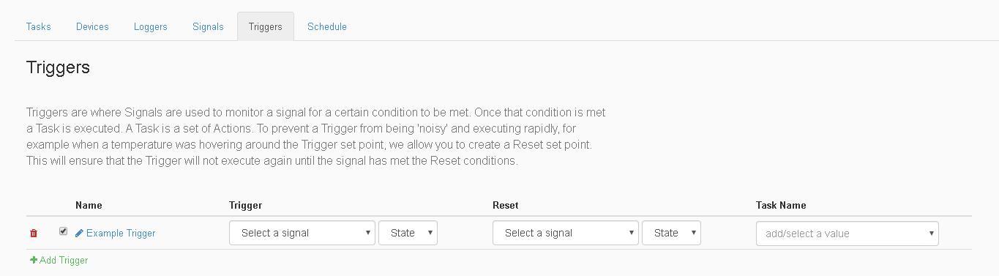 Tasks Devices Loggers Signals Triggers Schedule
Triggers
Triggers are where Signals are used to monitor a signal for a certain condition to be met. Once that condition is met
a Task is executed. A Task is a set of Actions. To prevent a Trigger from being 'noisy' and executing rapidly, for
example when a temperature was hovering around the Trigger set point, we allow you to create a Reset set point.
This will ensure that the Trigger will not execute again until the signal has met the Reset conditions.
Name Trigger Reset Task Name
Example Trigger Select a signal State Select a signal State add/select a value
Add Trigger